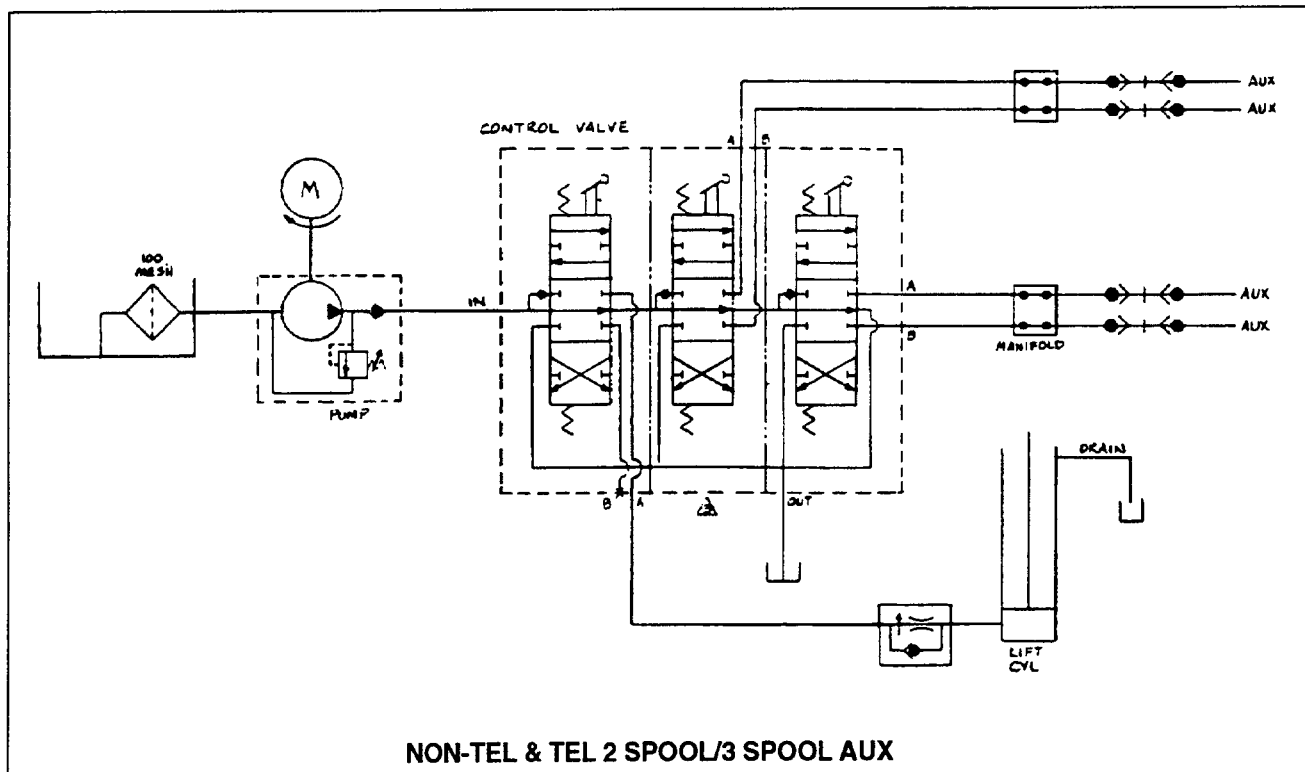 AUX
AUX
CONTROL VALVE
A B
M
100
MESH
IN
A
AUX
B
AUX
MANIFOLD
PUMP
DRAIN
B A
OUT
LIFT
CYL
NON-TEL & TEL 2 SPOOL/3 SPOOL AUX